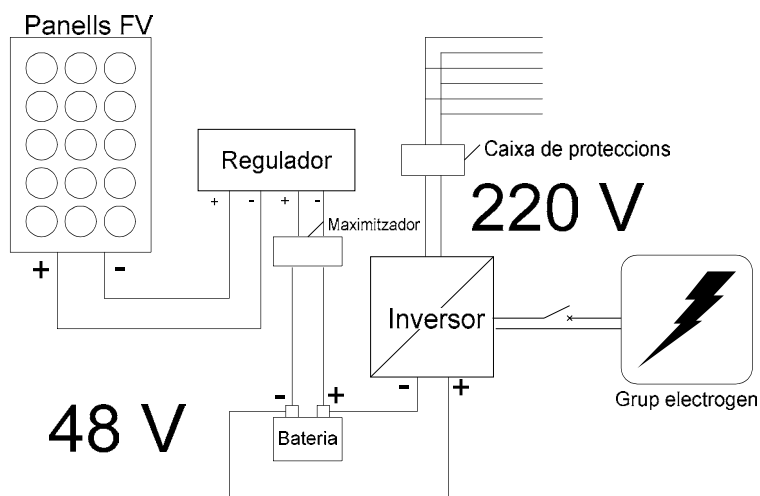 Panells FV
Regulador
+ - + -
Caixa de proteccions
220 V
Maximitzador
+ -
Inversor
- +
- +
48 V
Bateria
Grup electrogen